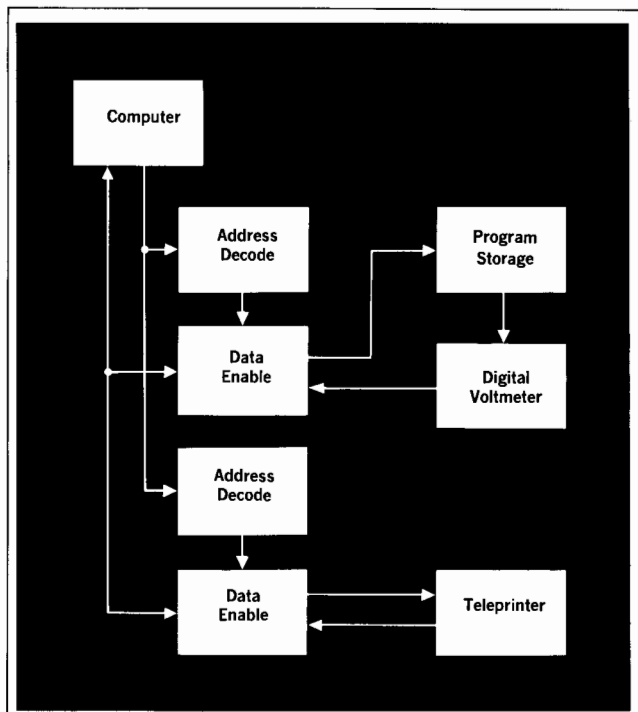 Computer
Address
Decode
Program
Storage
Data
Enable
Digital
Voltmeter
Address
Decode
Data
Enable
Teleprinter